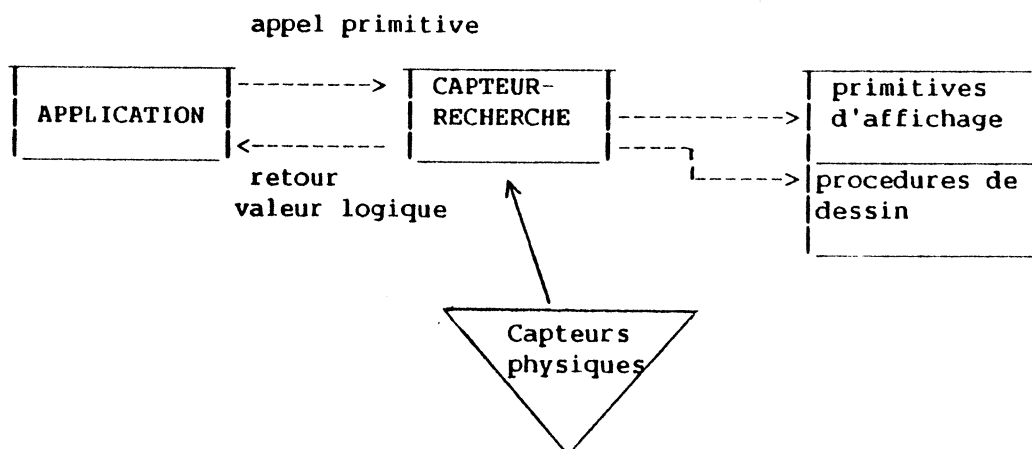 appel primitive
APPLICATION
CAPTEUR-
RECHERCHE
primitives
d'affichage
retour
valeur logique
procedures de
dessin
Capteurs
physiques